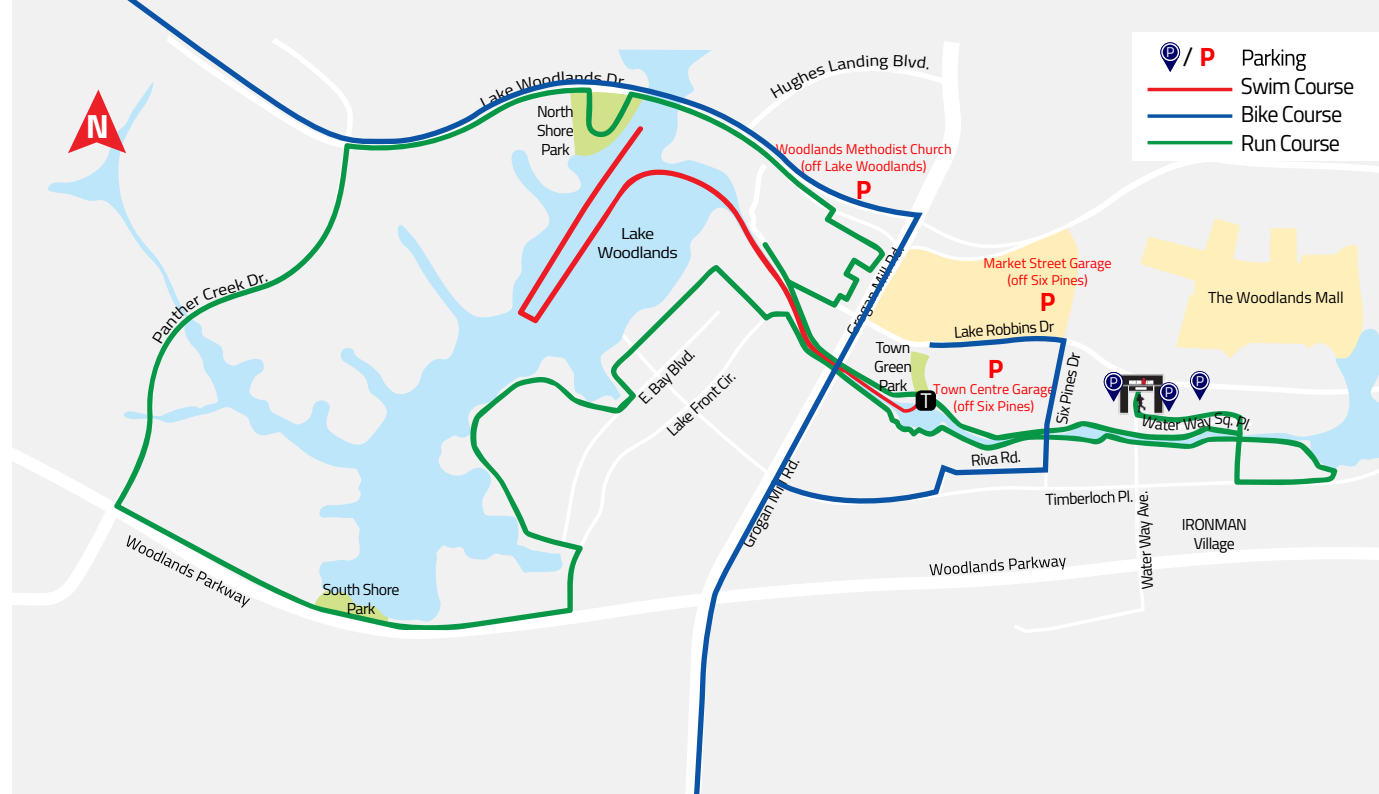 P / P Parking
Swim Course
Bike Course
Run Course
N
Lake Woodlands Dr.
Hughes Landing Blvd.
North
Shore
Park
Woodlands Methodist Church
(off Lake Woodlands)
P
Lake
Woodlands
Grogan Mill Rd.
Market Street Garage
(off Six Pines)
P
The Woodlands Mall
Panther Creek Dr.
Lake Robbins Dr
Town
Green
Park
P
Town Centre Garage
(off Six Pines)
Six Pines Dr
P
P
P
T
E. Bay Blvd.
Lake Front Cir.
Water Way Sq. Pl.
Riva Rd.
Grogan Mill Rd.
Timberloch Pl.
Water Way Ave.
IRONMAN
Village
Woodlands Parkway
Woodlands Parkway
South Shore
Park